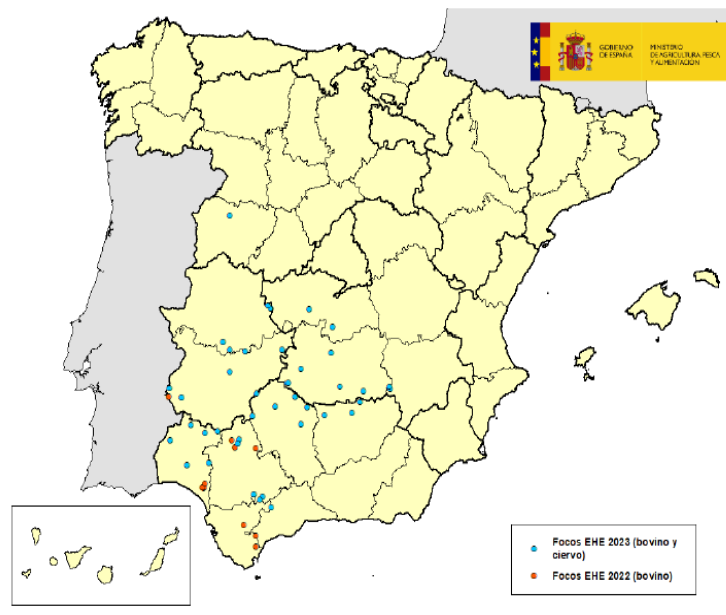 GOBIERNO
DE ESPAÑA
MINISTERIO
DE AGRICULTURA, PESCA
Y ALIMENTACIÓN
Focos EHE 2023 (bovino y
ciervo)
Focos EHE 2022 (bovino)